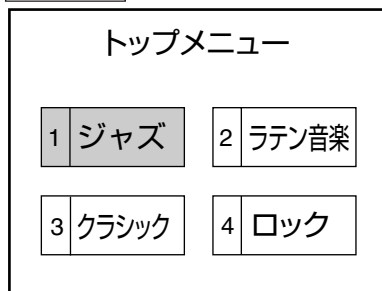 トップメニュー
1 ジャズ
2 ラテン音楽
3 クラシック
4 ロック